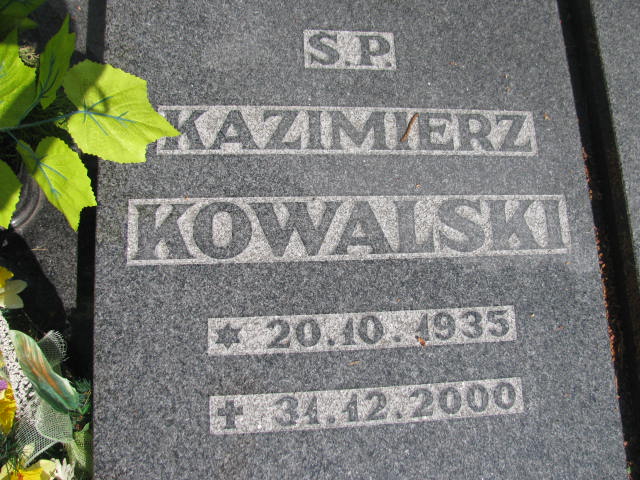 S.P.
KAZIMIERZ
KOWALSKI
✶ 20.10.1935
✝ 31.12.2000